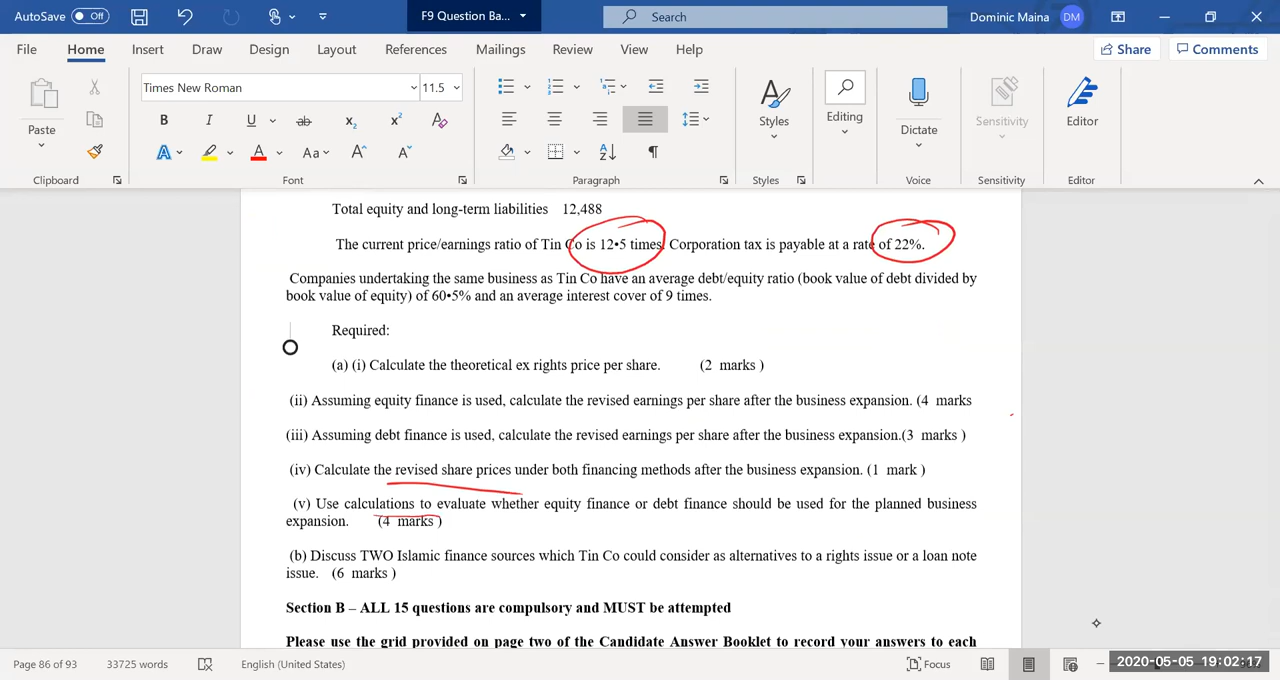 AutoSave Off F9 Question Ba... Search Dominic Maina DM
File Home Insert Draw Design Layout References Mailings Review View Help Share Comments
Times New Roman 11.5
Paste Styles Editing Dictate Sensitivity Editor
Clipboard Font Paragraph Styles Voice Sensitivity Editor
Total equity and long-term liabilities 12,488
The current price/earnings ratio of Tin Co is 12•5 times. Corporation tax is payable at a rate of 22%.
Companies undertaking the same business as Tin Co have an average debt/equity ratio (book value of debt divided by
book value of equity) of 60•5% and an average interest cover of 9 times.
Required:
(a) (i) Calculate the theoretical ex rights price per share. (2 marks )
(ii) Assuming equity finance is used, calculate the revised earnings per share after the business expansion. (4 marks
(iii) Assuming debt finance is used, calculate the revised earnings per share after the business expansion.(3 marks )
(iv) Calculate the revised share prices under both financing methods after the business expansion. (1 mark )
(v) Use calculations to evaluate whether equity finance or debt finance should be used for the planned business
expansion. (4 marks )
(b) Discuss TWO Islamic finance sources which Tin Co could consider as alternatives to a rights issue or a loan note
issue. (6 marks )
Section B – ALL 15 questions are compulsory and MUST be attempted
Please use the grid provided on page two of the Candidate Answer Booklet to record your answers to each
Page 86 of 93 33725 words English (United States) Focus 2020-05-05 19:02:17